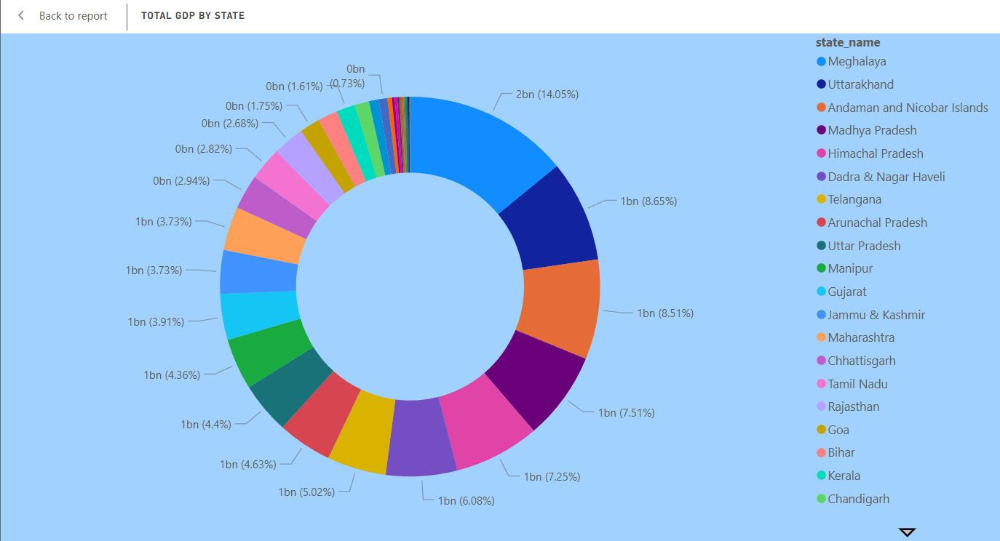 Back to report
TOTAL GDP BY STATE
2bn (14.05%)
1bn (8.65%)
1bn (8.51%)
1bn (7.51%)
1bn (7.25%)
1bn (6.08%)
1bn (5.02%)
1bn (4.63%)
1bn (4.4%)
1bn (4.36%)
1bn (3.91%)
1bn (3.73%)
1bn (3.73%)
0bn (2.94%)
0bn (2.82%)
0bn (2.68%)
0bn (1.75%)
0bn (1.61%)
0bn
(0.73%)
state_name
Meghalaya
Uttarakhand
Andaman and Nicobar Islands
Madhya Pradesh
Himachal Pradesh
Dadra & Nagar Haveli
Telangana
Arunachal Pradesh
Uttar Pradesh
Manipur
Gujarat
Jammu & Kashmir
Maharashtra
Chhattisgarh
Tamil Nadu
Rajasthan
Goa
Bihar
Kerala
Chandigarh